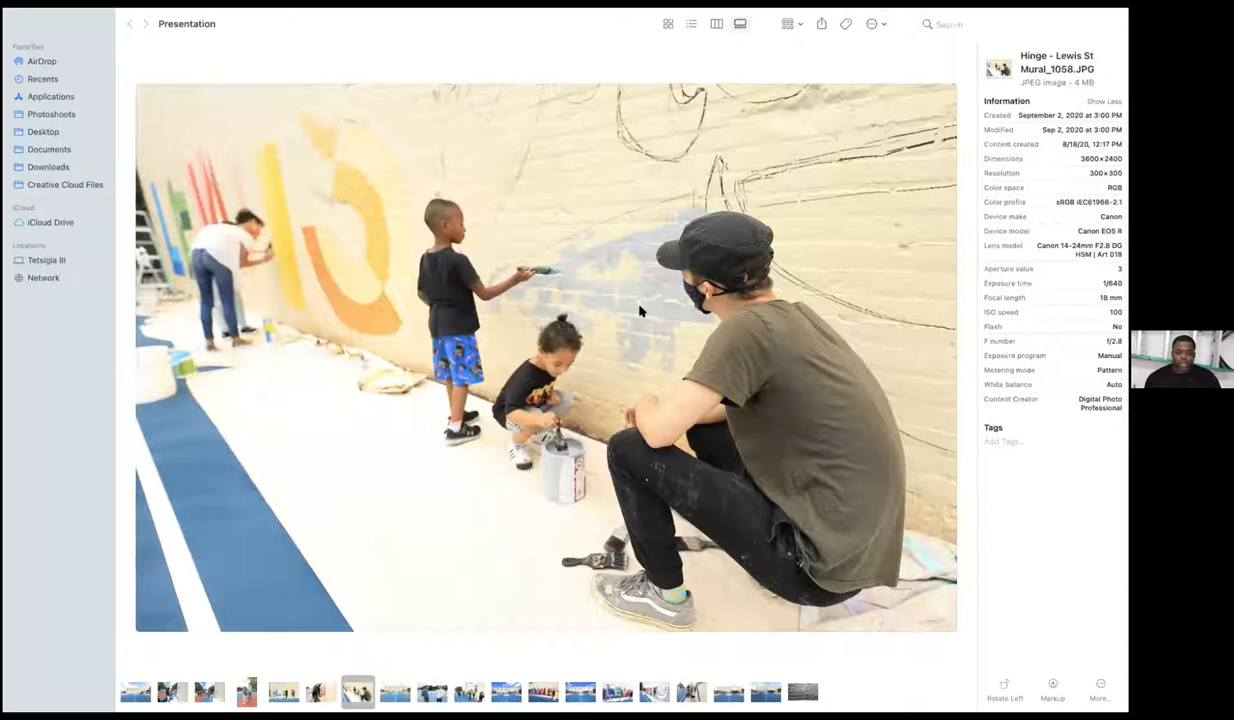 Presentation
Search
Favorites
AirDrop
Recents
Applications
Photoshoots
Desktop
Documents
Downloads
Creative Cloud Files
iCloud
iCloud Drive
Locations
Tetsigia III
Network
Hinge - Lewis St
Mural_1058.JPG
JPEG image - 4 MB
Information Show Less
Created September 2, 2020 at 3:00 PM
Modified Sep 2, 2020 at 3:00 PM
Content created 8/18/20, 12:17 PM
Dimensions 3600×2400
Resolution 300×300
Color space RGB
Color profile sRGB IEC61966-2.1
Device make Canon
Device model Canon EOS R
Lens model Canon 14-24mm F2.8 DG
HSM | Art 018
Aperture value 3
Exposure time 1/640
Focal length 18 mm
ISO speed 100
Flash No
F number f/2.8
Exposure program Manual
Metering mode Pattern
White balance Auto
Content Creator Digital Photo
Professional
Tags
Add Tags...
Rotate Left Markup More...